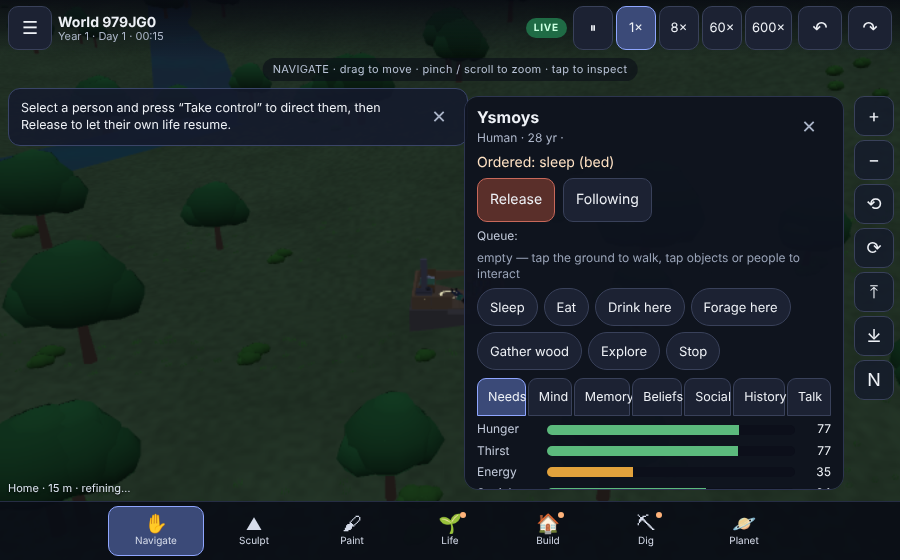 ☰ World 979JG0
Year 1 · Day 1 · 00:15
LIVE
1× 8× 60× 600×
NAVIGATE · drag to move · pinch / scroll to zoom · tap to inspect
Select a person and press “Take control” to direct them, then
Release to let their own life resume.
Ysmoys
Human · 28 yr ·
Ordered: sleep (bed)
Release Following
Queue:
empty — tap the ground to walk, tap objects or people to
interact
Sleep Eat Drink here Forage here
Gather wood Explore Stop
Needs Mind Memory Beliefs Social History Talk
Hunger 77
Thirst 77
Energy 35
N
Home · 15 m · refining…
Navigate Sculpt Paint Life Build Dig Planet